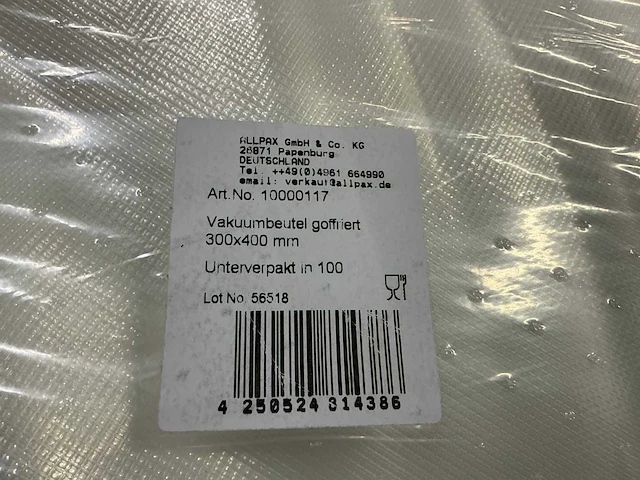 ALLPAX GmbH & Co. KG
26871 Papenburg
DEUTSCHLAND
Tel. ++49(0)4961 664990
email: verkauf@allpax.de
Art.No. 10000117
Vakuumbeutel goffriert
300x400 mm
Unterverpakt in 100
Lot No. 56518
4 250524 314386